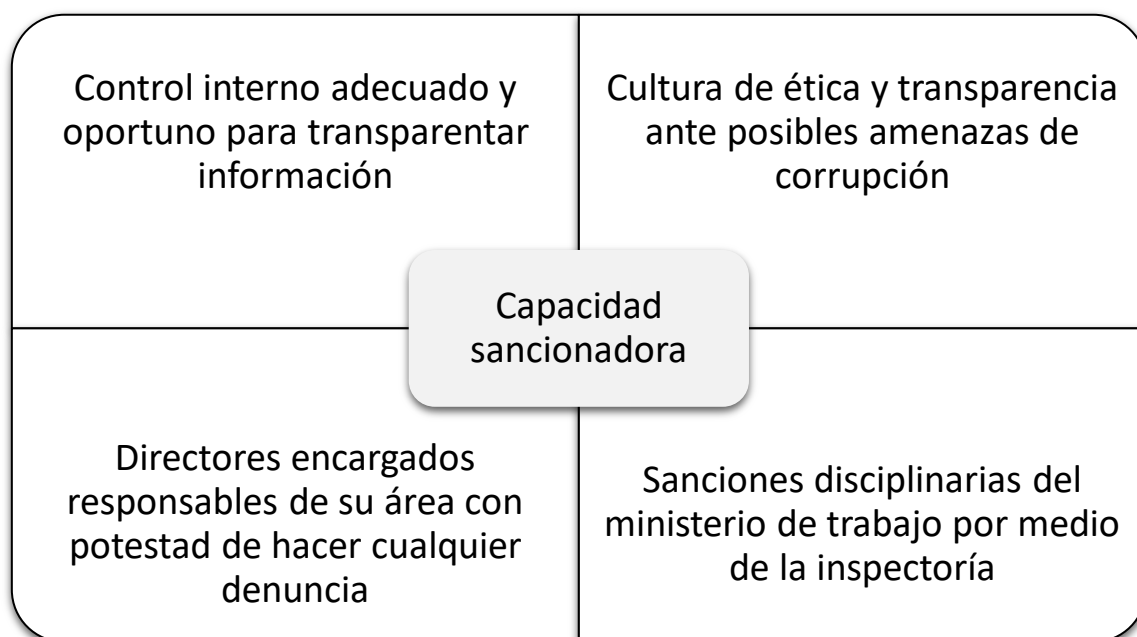 Control interno adecuado y
oportuno para transparentar
información
Cultura de ética y transparencia
ante posibles amenazas de
corrupción
Capacidad
sancionadora
Directores encargados
responsables de su área con
potestad de hacer cualquier
denuncia
Sanciones disciplinarias del
ministerio de trabajo por medio
de la inspectoría